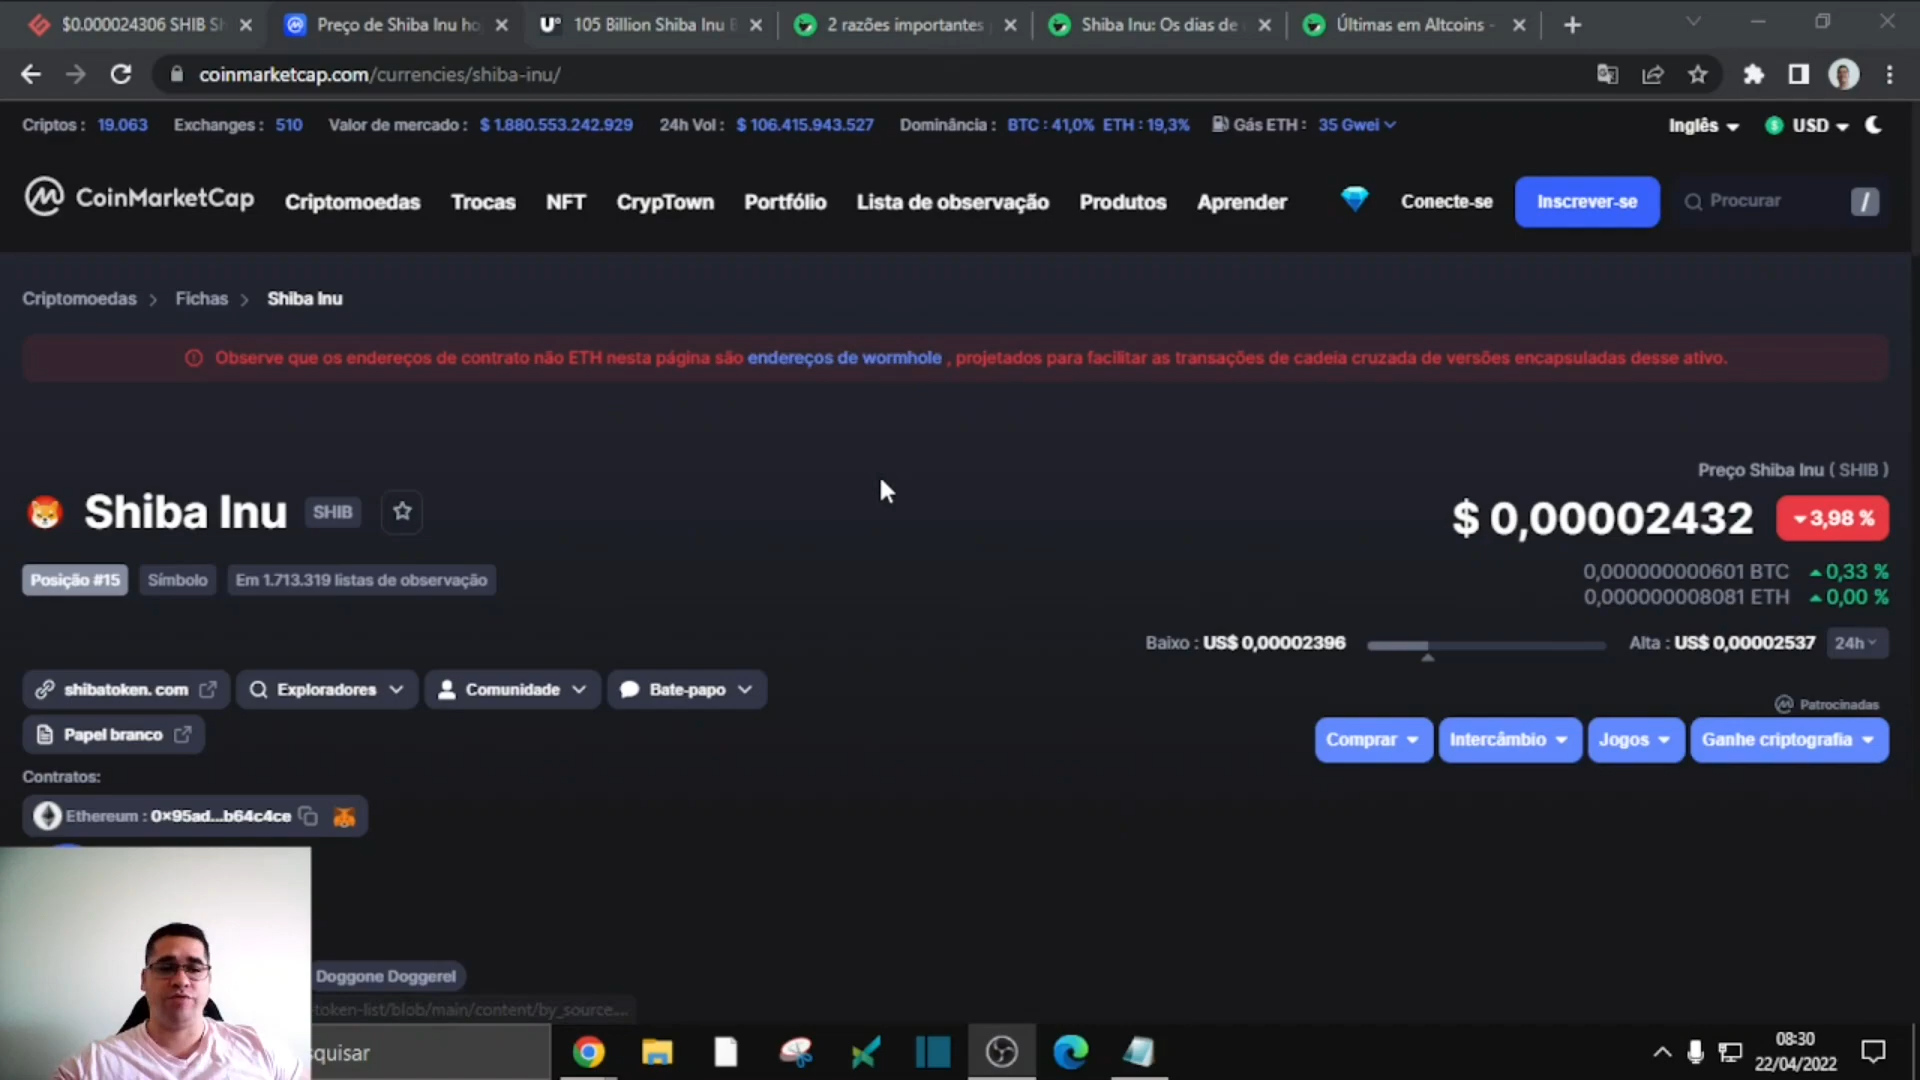 $0.000024306 SHIB Sh
Preço de Shiba Inu ho
U° 105 Billion Shiba Inu B
2 razões importantes
Shiba Inu: Os dias de
Últimas em Altcoins -
coinmarketcap.com/currencies/shiba-inu/
Criptos : 19.063 Exchanges : 510 Valor de mercado : $ 1.880.553.242.929 24h Vol : $ 106.415.943.527 Dominância : BTC : 41,0% ETH : 19,3% Gás ETH : 35 Gwei
Inglês USD
CoinMarketCap Criptomoedas Trocas NFT CrypTown Portfólio Lista de observação Produtos Aprender Conecte-se Inscrever-se Procurar /
Criptomoedas > Fichas > Shiba Inu
Observe que os endereços de contrato não ETH nesta página são endereços de wormhole , projetados para facilitar as transações de cadeia cruzada de versões encapsuladas desse ativo.
Preço Shiba Inu ( SHIB )
Shiba Inu SHIB
$ 0,00002432 3,98 %
Posição #15 Símbolo Em 1.713.319 listas de observação
0,000000000601 BTC 0,33 %
0,000000008081 ETH 0,00 %
Baixo : US$ 0,00002396 Alta : US$ 0,00002537 24h
shibatoken. com Exploradores Comunidade Bate-papo
Patrocinadas
Papel branco
Comprar Intercâmbio Jogos Ganhe criptografia
Contratos:
Ethereum : 0x95ad...b64c4ce
Doggone Doggerel
token-list/blob/main/content/by_source....
squisar
08:30
22/04/2022